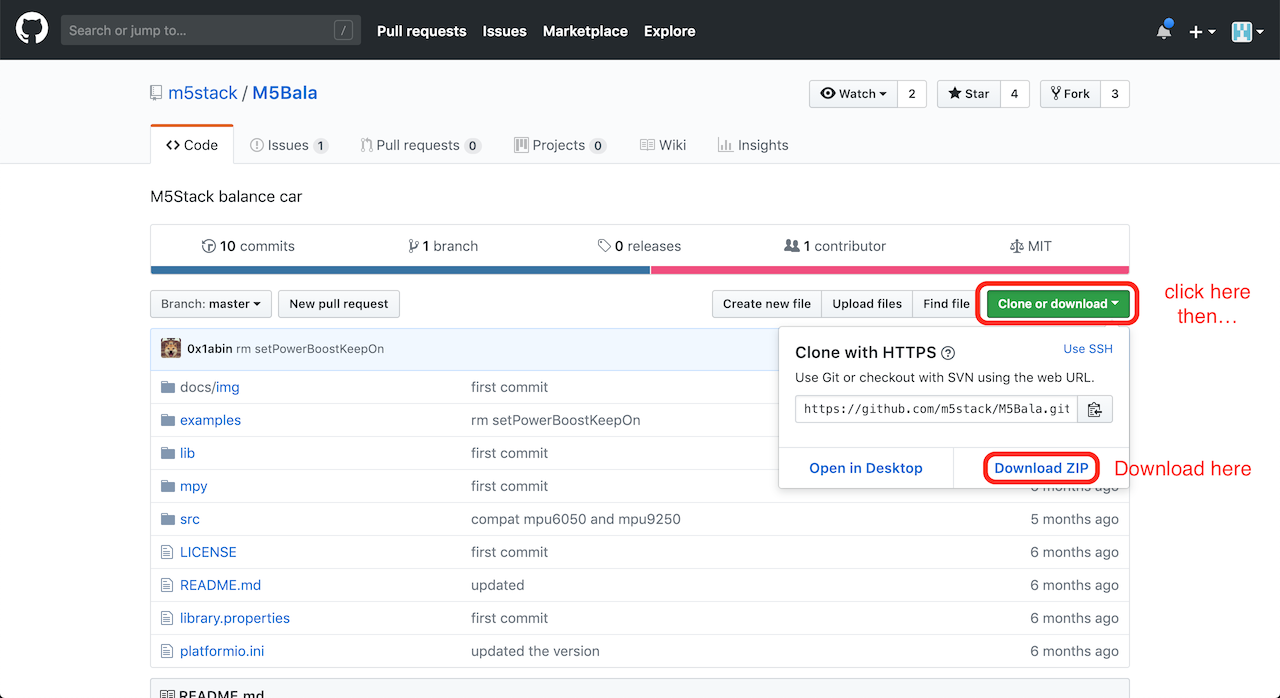 Search or jump to... /
Pull requests Issues Marketplace Explore
m5stack / M5Bala
Watch 2 Star 4 Fork 3
Code Issues 1 Pull requests 0 Projects 0 Wiki Insights
M5Stack balance car
10 commits 1 branch 0 releases 1 contributor MIT
Branch: master New pull request Create new file Upload files Find file Clone or download
click here
then...
0x1abin rm setPowerBoostKeepOn
Clone with HTTPS ? Use SSH
Use Git or checkout with SVN using the web URL.
https://github.com/m5stack/M5Bala.git
Open in Desktop Download ZIP
Download here
docs/img first commit
examples rm setPowerBoostKeepOn
lib first commit
mpy first commit 6 months ago
src compat mpu6050 and mpu9250 5 months ago
LICENSE first commit 6 months ago
README.md updated 6 months ago
library.properties first commit 6 months ago
platformio.ini updated the version 6 months ago
README.md